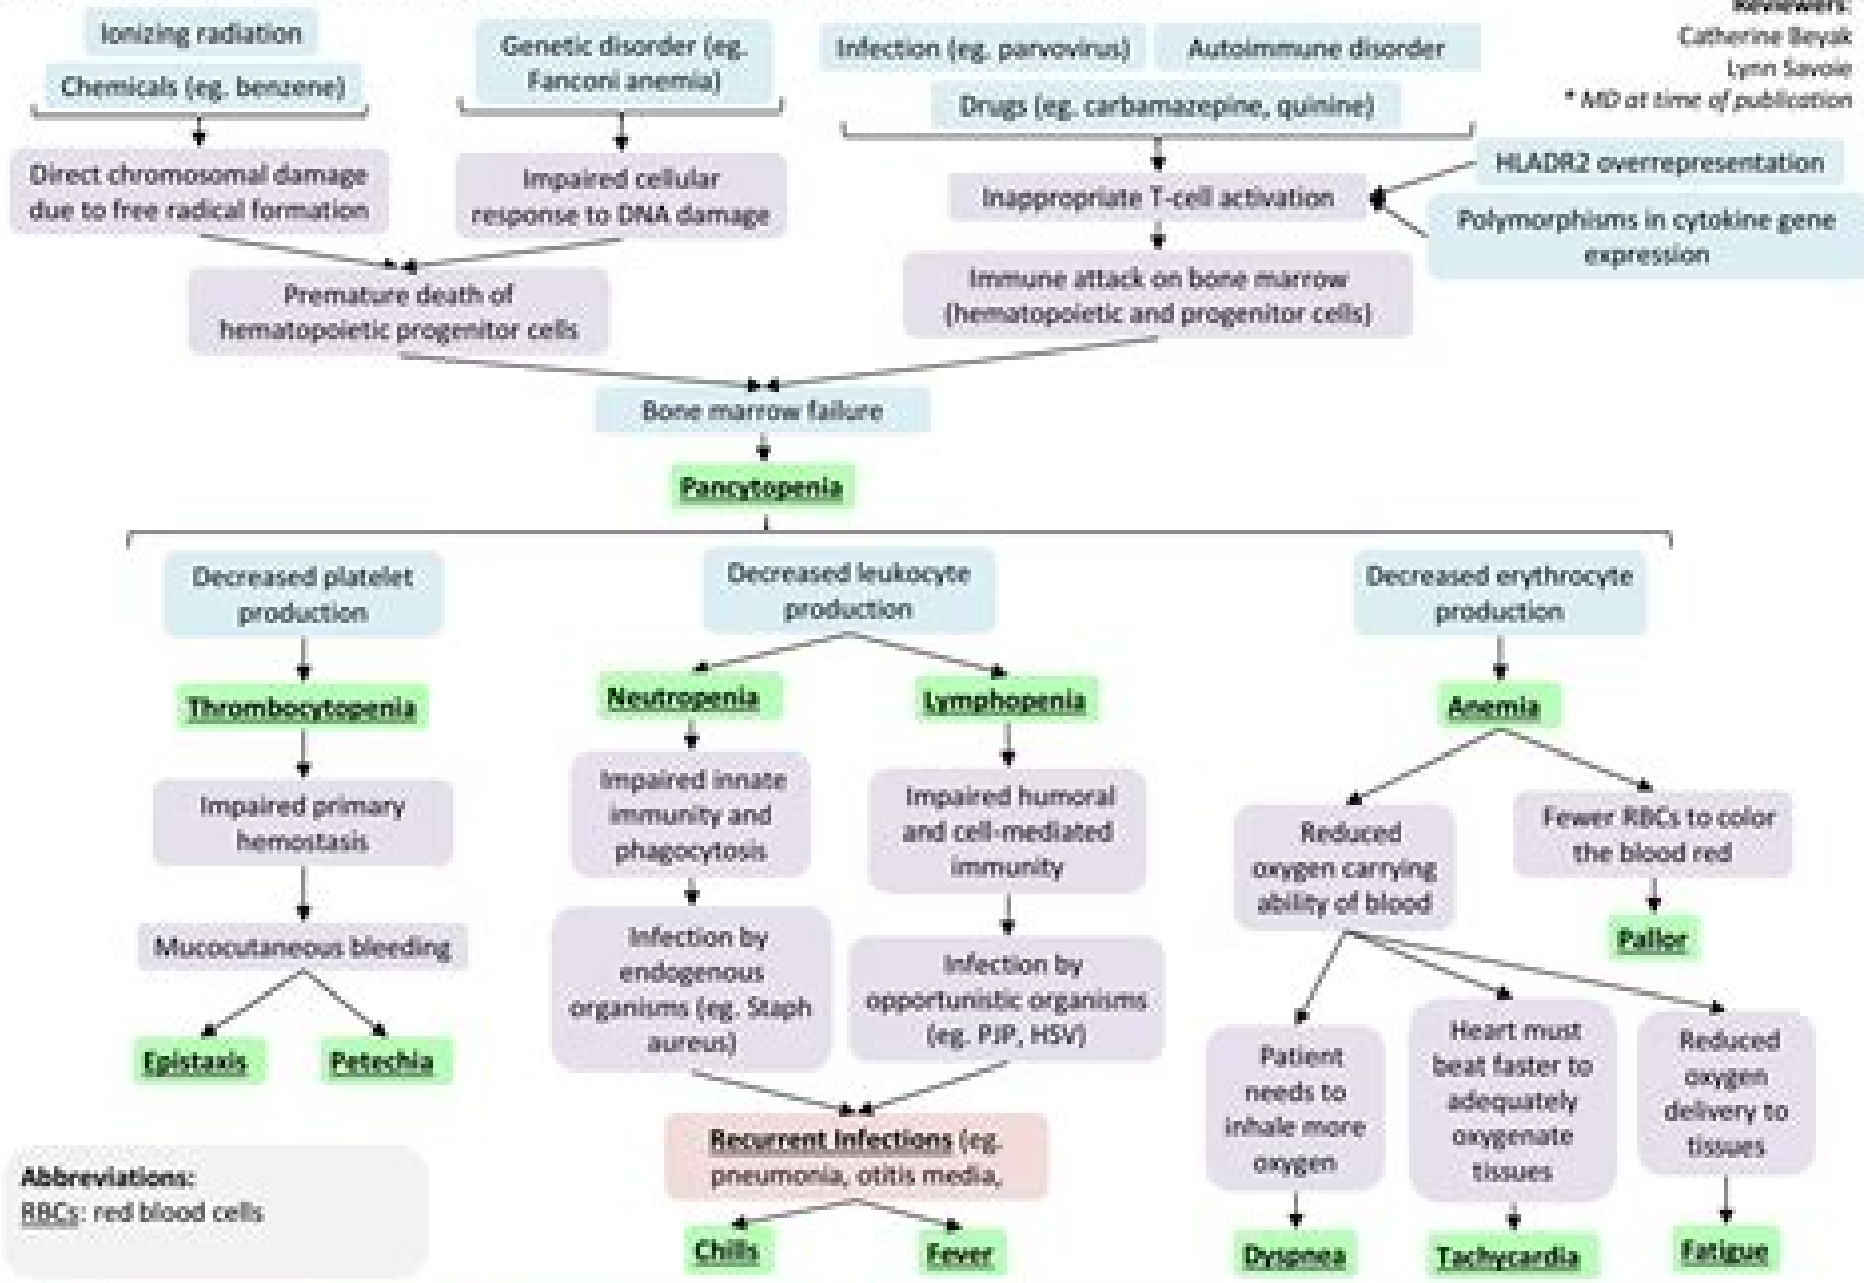 Reviewers:
Catherine Beyak
Lynn Savoie
* MD at time of publication
Ionizing radiation
Chemicals (eg. benzene)
Genetic disorder (eg.
Fanconi anemia)
Infection (eg. parvovirus)
Autoimmune disorder
Drugs (eg. carbamazepine, quinine)
HLADR2 overrepresentation
Polymorphisms in cytokine gene
expression
Direct chromosomal damage
due to free radical formation
Impaired cellular
response to DNA damage
Inappropriate T-cell activation
Premature death of
hematopoietic progenitor cells
Immune attack on bone marrow
(hematopoietic and progenitor cells)
Bone marrow failure
Pancytopenia
Decreased platelet
production
Thrombocytopenia
Impaired primary
hemostasis
Mucocutaneous bleeding
Epistaxis
Petechia
Decreased leukocyte
production
Neutropenia
Impaired innate
immunity and
phagocytosis
Infection by
endogenous
organisms (eg. Staph
aureus)
Lymphopenia
Impaired humoral
and cell-mediated
immunity
Infection by
opportunistic organisms
(eg. PJP, HSV)
Recurrent Infections (eg.
pneumonia, otitis media,
Chills
Fever
Decreased erythrocyte
production
Anemia
Reduced
oxygen carrying
ability of blood
Fewer RBCs to color
the blood red
Pallor
Patient
needs to
inhale more
oxygen
Dyspnea
Heart must
beat faster to
adequately
oxygenate
tissues
Tachycardia
Reduced
oxygen
delivery to
tissues
Fatigue
Abbreviations:
RBCs: red blood cells